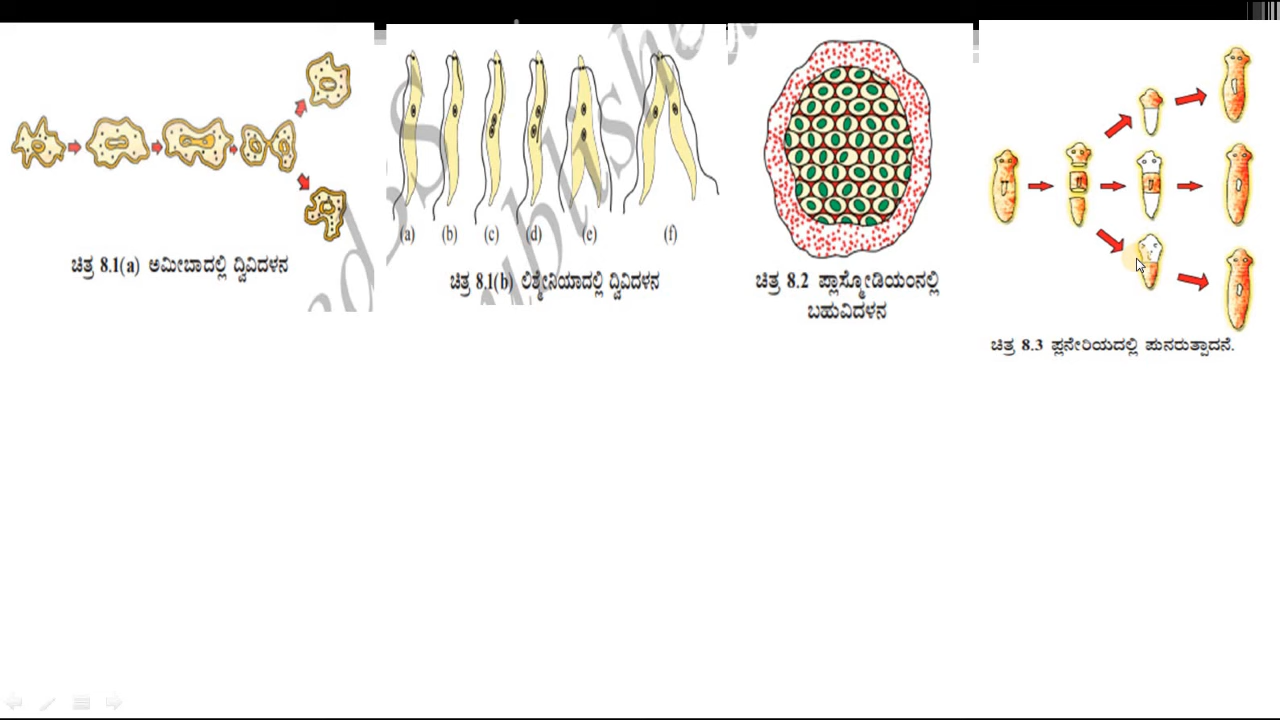 ಚಿತ್ರ 8.1(a) ಅಮೀಬಾದಲ್ಲಿ ದ್ವಿವಿದಳನ
(a) (b) (c) (d) (e) (f)
ಚಿತ್ರ 8.1(b) ಲಿಶ್ಮೇನಿಯಾದಲ್ಲಿ ದ್ವಿವಿದಳನ
ಚಿತ್ರ 8.2 ಪ್ಲಾಸ್ಮೋಡಿಯಂನಲ್ಲಿ
ಬಹುವಿದಳನ
ಚಿತ್ರ 8.3 ಪ್ಲನೇರಿಯದಲ್ಲಿ ಪುನರುತ್ಪಾದನೆ.